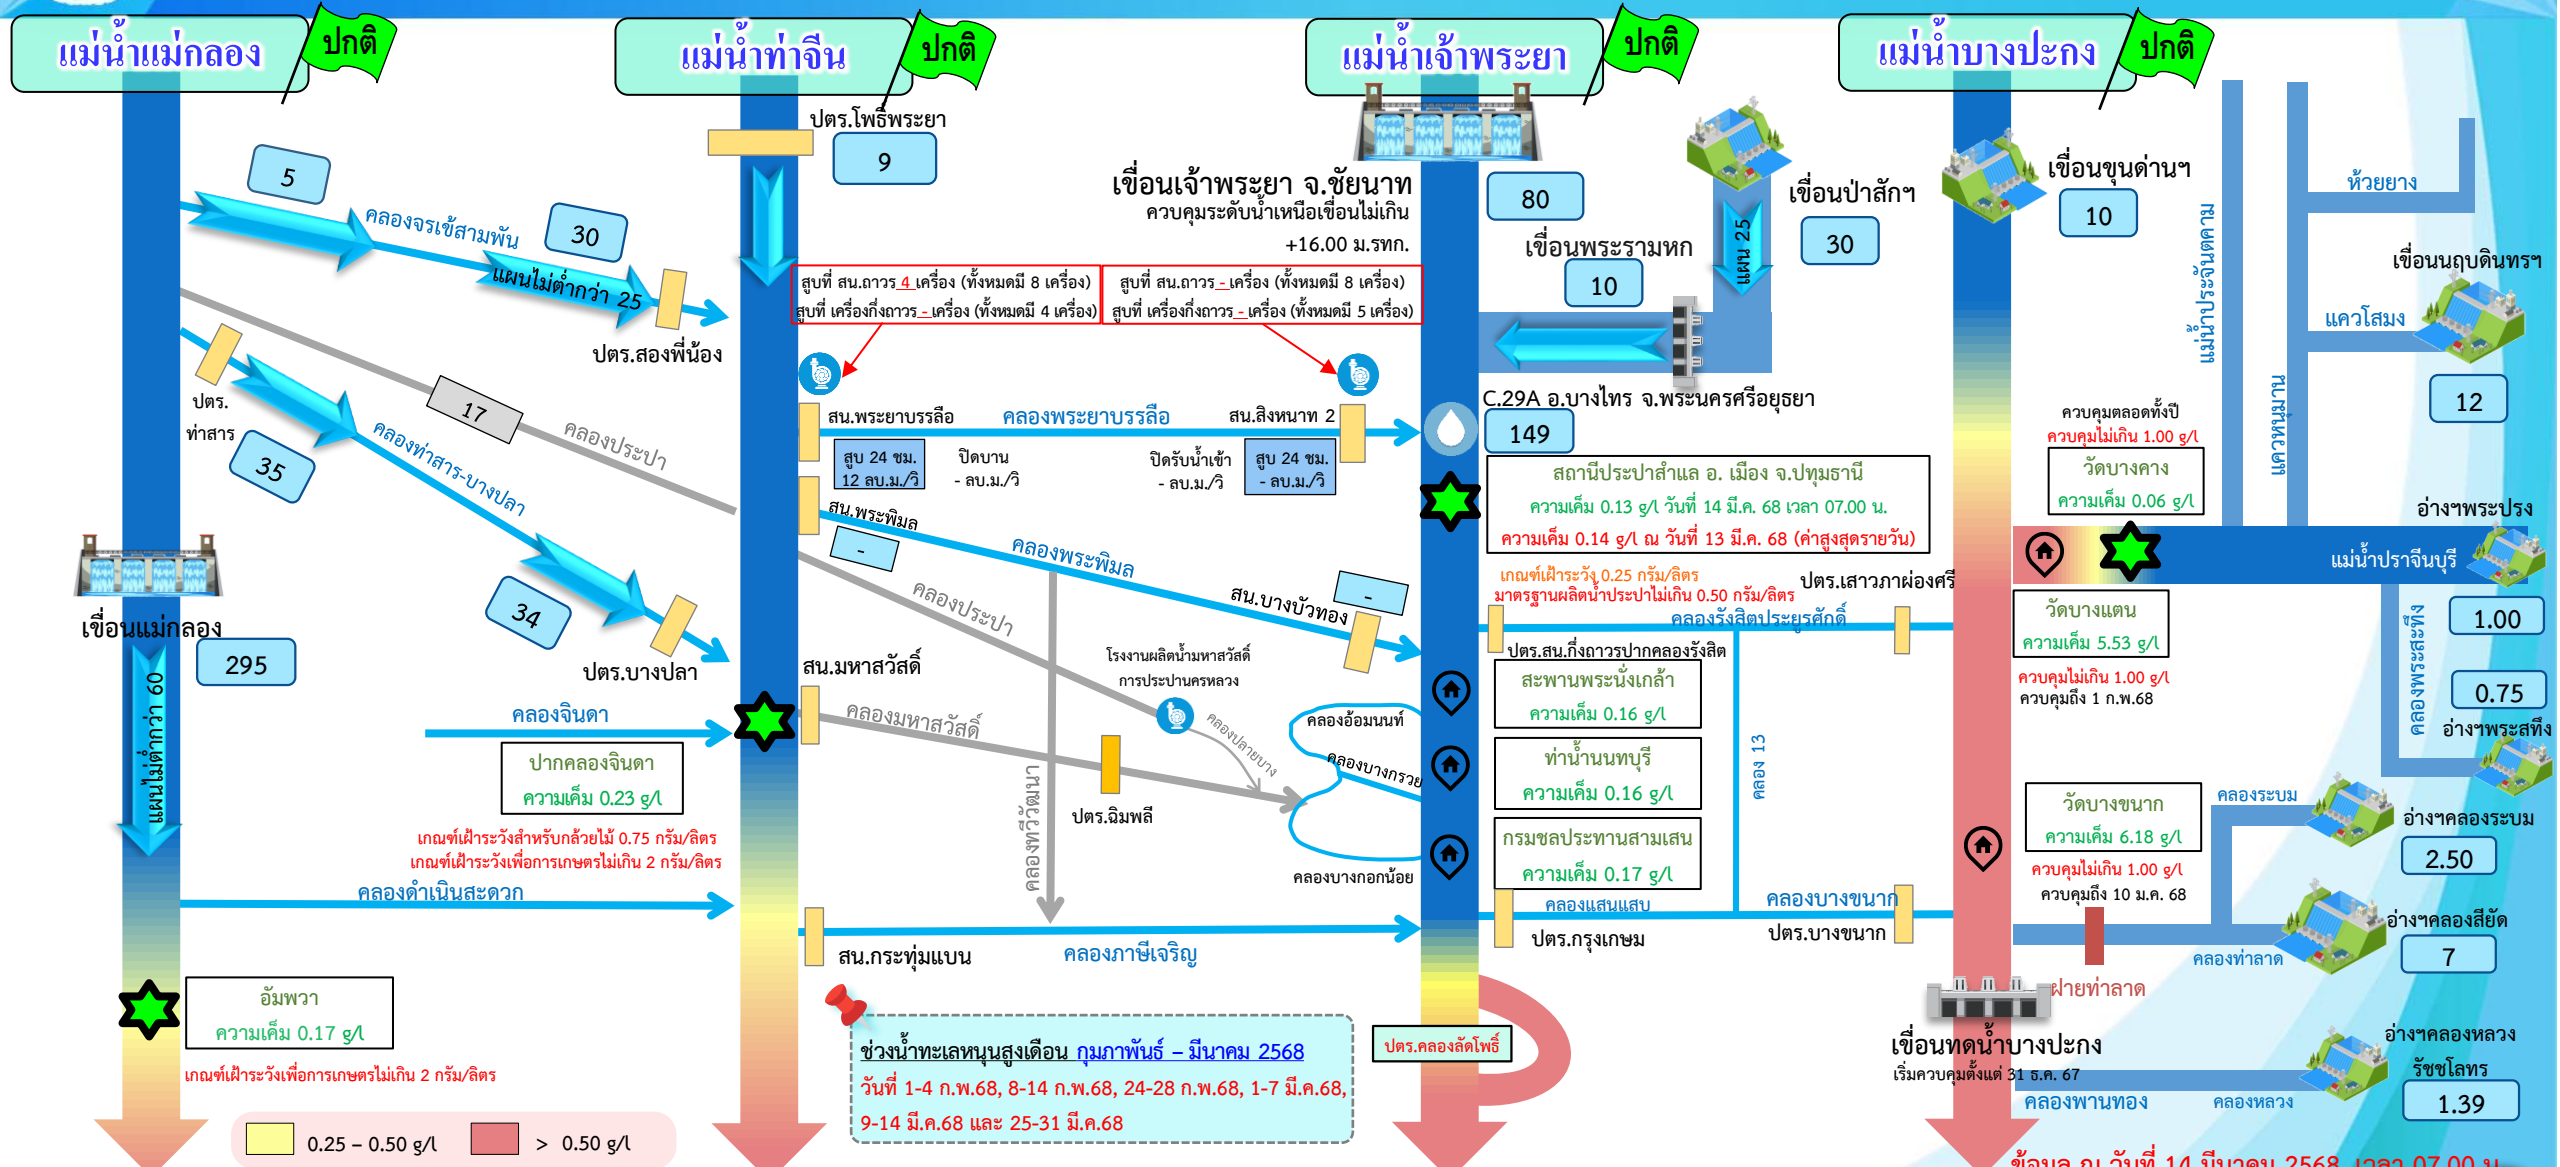 แม่น้ำแม่กลอง
ปกติ
แม่น้ำท่าจีน
ปกติ
แม่น้ำเจ้าพระยา
ปกติ
แม่น้ำบางปะกง
ปกติ
5
คลองจรเข้สามพัน
30
แผนไม่ต่ำกว่า 25
ปตร.สองพี่น้อง
ปตร.โพธิ์พระยา
9
เขื่อนเจ้าพระยา จ.ชัยนาท
ควบคุมระดับน้ำเหนือเขื่อนไม่เกิน
+16.00 ม.รทก.
80
เขื่อนป่าสักฯ
30
แผน 25
เขื่อนพระรามหก
10
เขื่อนขุนด่านฯ
10
แม่น้ำประจันตคาม
ห้วยยาง
เขื่อนนฤบดินทรฯ
แควโสมง
12
แควหนุมาน
สูบที่ สน.ถาวร 4 เครื่อง (ทั้งหมดมี 8 เครื่อง)
สูบที่ เครื่องกึ่งถาวร - เครื่อง (ทั้งหมดมี 4 เครื่อง)
สูบที่ สน.ถาวร - เครื่อง (ทั้งหมดมี 8 เครื่อง)
สูบที่ เครื่องกึ่งถาวร - เครื่อง (ทั้งหมดมี 5 เครื่อง)
ปตร.
ท่าสาร
35
17
คลองประปา
คลองท่าสาร-บางปลา
34
ปตร.บางปลา
สน.พระยาบรรลือ
คลองพระยาบรรลือ
สน.สิงหนาท 2
สูบ 24 ชม.
12 ลบ.ม./วิ
ปิดบาน
- ลบ.ม./วิ
ปิดรับน้ำเข้า
- ลบ.ม./วิ
สูบ 24 ชม.
- ลบ.ม./วิ
C.29A อ.บางไทร จ.พระนครศรีอยุธยา
149
สถานีประปาสำแล อ. เมือง จ.ปทุมธานี
ความเค็ม 0.13 g/l วันที่ 14 มี.ค. 68 เวลา 07.00 น.
ความเค็ม 0.14 g/l ณ วันที่ 13 มี.ค. 68 (ค่าสูงสุดรายวัน)
เกณฑ์เฝ้าระวัง 0.25 กรัม/ลิตร
มาตรฐานผลิตน้ำประปาไม่เกิน 0.50 กรัม/ลิตร
ปตร.เสาวภาผ่องศรี
คลองรังสิตประยูรศักดิ์
ปตร.สน.กึ่งถาวรปากคลองรังสิต
ควบคุมตลอดทั้งปี
ควบคุมไม่เกิน 1.00 g/l
วัดบางคาง
ความเค็ม 0.06 g/l
อ่างฯพระปรง
แม่น้ำปราจีนบุรี
1.00
วัดบางแตน
ความเค็ม 5.53 g/l
ควบคุมไม่เกิน 1.00 g/l
ควบคุมถึง 1 ก.พ.68
คลองพระสะทึง
0.75
อ่างฯพระสทึง
สน.พระพิมล
-
คลองพระพิมล
สน.บางบัวทอง
-
คลองประปา
โรงงานผลิตน้ำมหาสวัสดิ์
การประปานครหลวง
สน.มหาสวัสดิ์
คลองมหาสวัสดิ์
คลองปลายบาง
คลองทวีวัฒนา
ปตร.ฉิมพลี
คลองอ้อมนนท์
คลองบางกรวย
คลองบางกอกน้อย
สะพานพระนั่งเกล้า
ความเค็ม 0.16 g/l
ท่าน้ำนนทบุรี
ความเค็ม 0.16 g/l
กรมชลประทานสามเสน
ความเค็ม 0.17 g/l
คลอง 13
เขื่อนแม่กลอง
295
แผนไม่ต่ำกว่า 60
คลองจินดา
ปากคลองจินดา
ความเค็ม 0.23 g/l
เกณฑ์เฝ้าระวังสำหรับกล้วยไม้ 0.75 กรัม/ลิตร
เกณฑ์เฝ้าระวังเพื่อการเกษตรไม่เกิน 2 กรัม/ลิตร
คลองดำเนินสะดวก
วัดบางขนาก
ความเค็ม 6.18 g/l
ควบคุมไม่เกิน 1.00 g/l
ควบคุมถึง 10 ม.ค. 68
คลองระบม
อ่างฯคลองระบม
2.50
อ่างฯคลองสียัด
7
คลองท่าลาด
ฝายท่าลาด
คลองแสนแสบ
ปตร.กรุงเกษม
คลองบางขนาก
ปตร.บางขนาก
สน.กระทุ่มแบน
คลองภาษีเจริญ
อัมพวา
ความเค็ม 0.17 g/l
เกณฑ์เฝ้าระวังเพื่อการเกษตรไม่เกิน 2 กรัม/ลิตร
ช่วงน้ำทะเลหนุนสูงเดือน กุมภาพันธ์ – มีนาคม 2568
วันที่ 1-4 ก.พ.68, 8-14 ก.พ.68, 24-28 ก.พ.68, 1-7 มี.ค.68,
9-14 มี.ค.68 และ 25-31 มี.ค.68
ปตร.คลองลัดโพธิ์
เขื่อนทดน้ำบางปะกง
เริ่มควบคุมตั้งแต่ 31 ธ.ค. 67
คลองพานทอง
คลองหลวง
อ่างฯคลองหลวง
รัชชโลทร
1.39
0.25 – 0.50 g/l
> 0.50 g/l
ข้อมูล ณ วันที่ 14 มีนาคม 2568 เวลา 07.00 น.